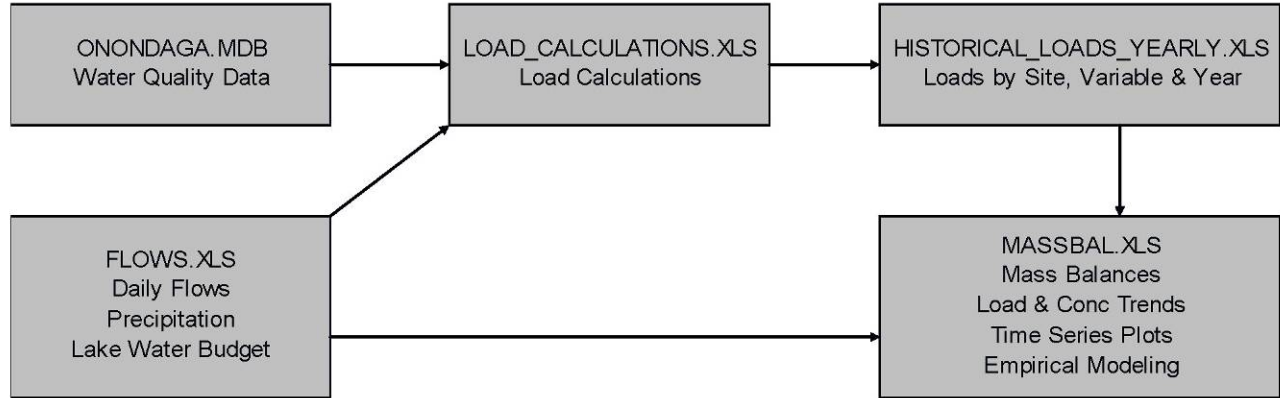 ONONDAGA.MDB
Water Quality Data
LOAD_CALCULATIONS.XLS
Load Calculations
HISTORICAL_LOADS_YEARLY.XLS
Loads by Site, Variable & Year
FLOWS.XLS
Daily Flows
Precipitation
Lake Water Budget
MASSBAL.XLS
Mass Balances
Load & Conc Trends
Time Series Plots
Empirical Modeling